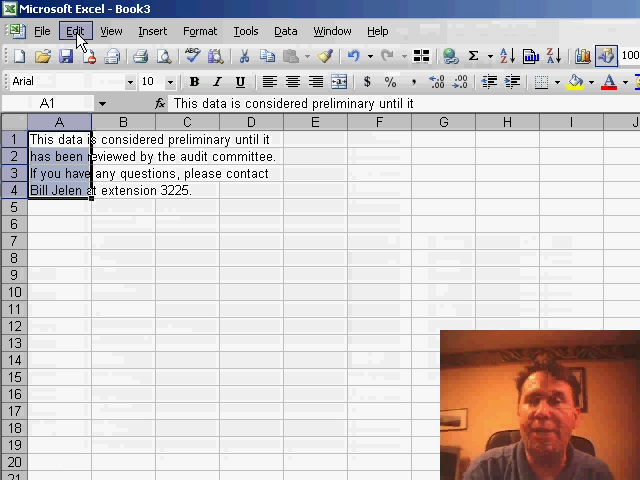 Microsoft Excel - Book3
File Edit View Insert Format Tools Data Window Help
ABC 100
Arial 10 B I U $ % , A
A1 fx This data is considered preliminary until it
A B C D E F G H I J
1 This data is considered preliminary until it
2 has been reviewed by the audit committee.
3 If you have any questions, please contact
4 Bill Jelen at extension 3225.
5
6
7
8
9
10
11
12
13
14
15
16
17
18
19
20
21